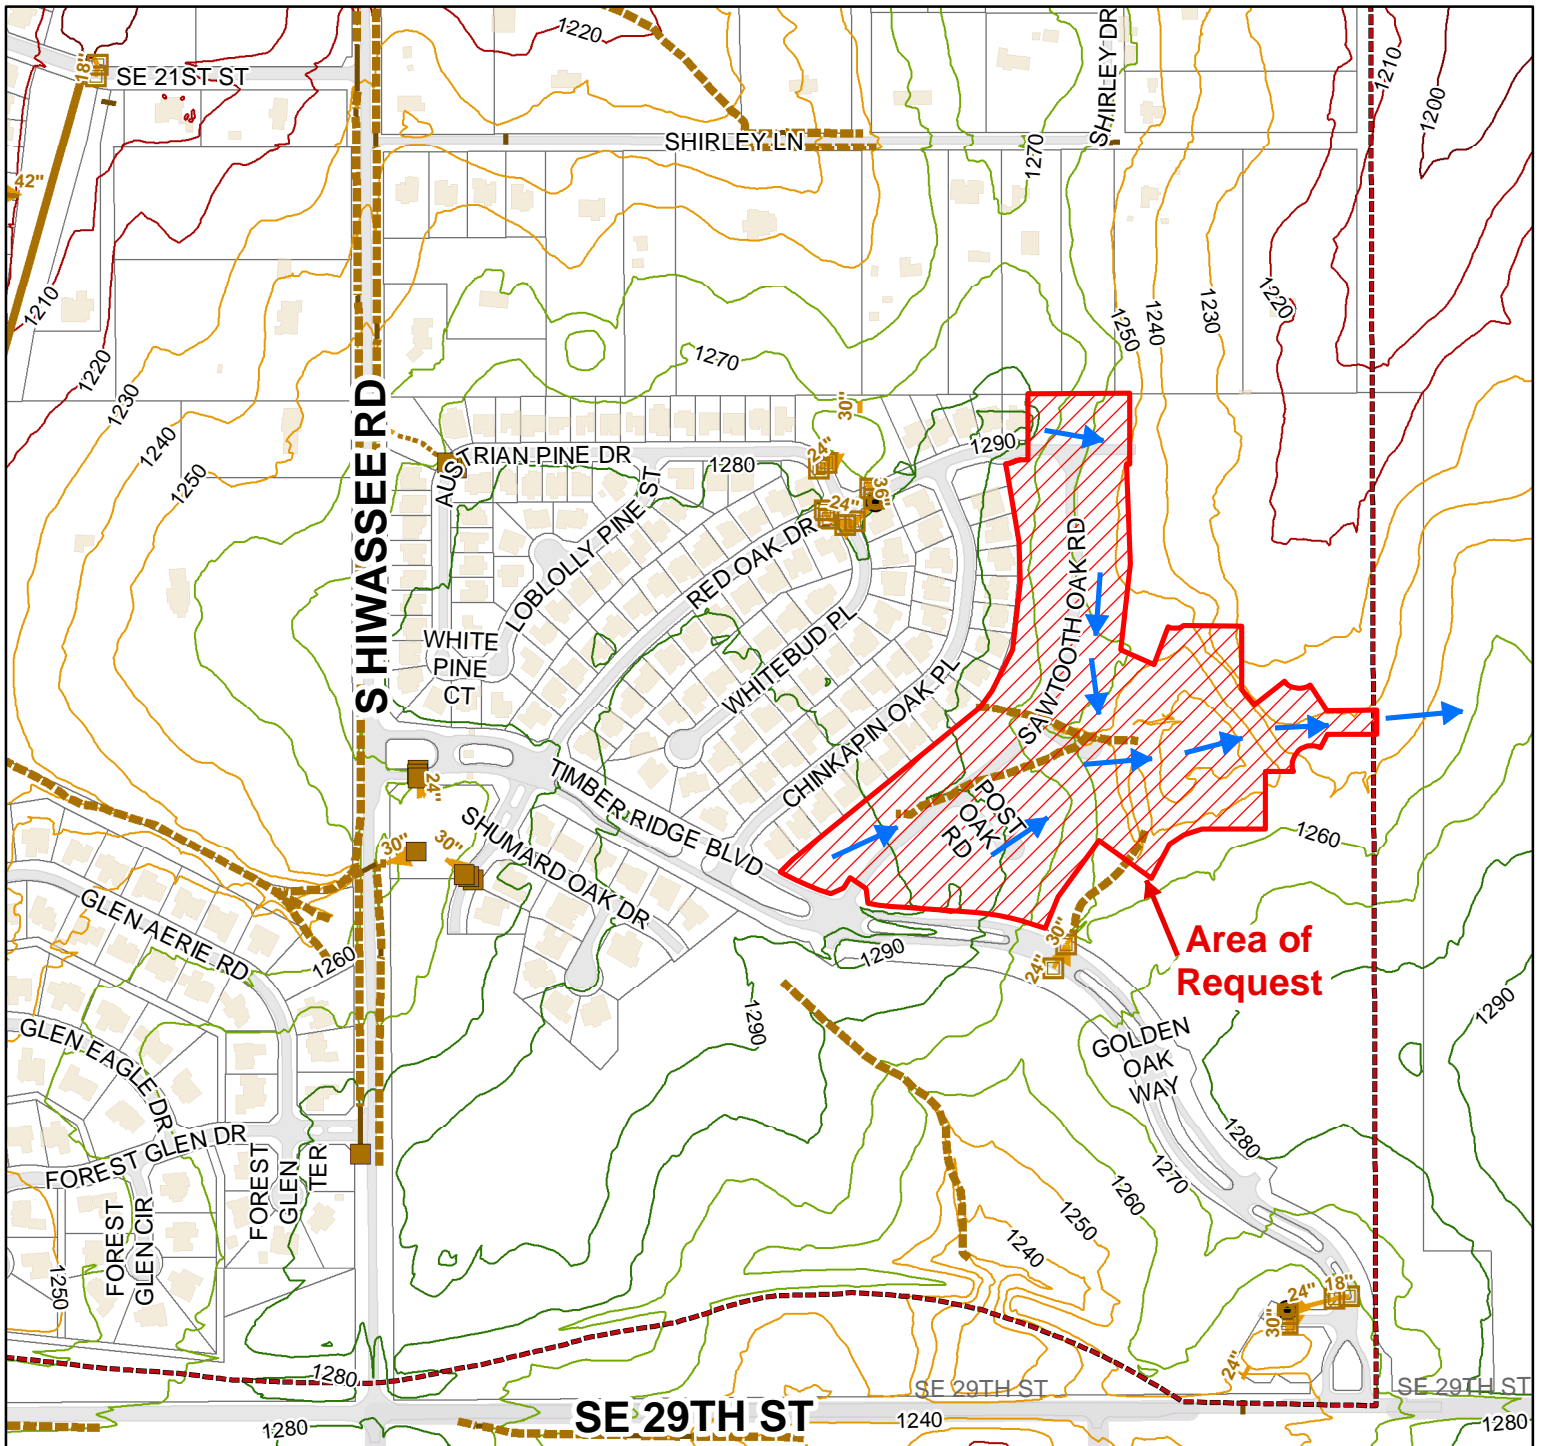 1220
SHIRLEY DR
1210
18"
SE 21ST ST
1200
SHIRLEY LN
1270
42"
1210
1220
1250
1240
1230
1220
1270
1230
1240
1250
30"
S HIWASSEE RD
AUSTRIAN PINE DR
1280
24"
1290
36"
24"
LOBLOLLY PINE ST
RED OAK DR
SAWTOOTH OAK RD
WHITE
PINE
CT
WHITEBUD PL
CHINKAPIN OAK PL
24"
TIMBER RIDGE BLVD
POST
OAK
RD
1260
30"
30"
SHUMARD OAK DR
GLEN AERIE RD
1260
1290
30"
24"
Area of
Request
1290
1290
GLEN EAGLE DR
GOLDEN
OAK
WAY
1280
FOREST GLEN DR
FOREST
GLEN
TER
1270
1260
1250
1240
FOREST
GLEN CIR
1250
24"
18"
30"
24"
1280
SE 29TH ST
SE 29TH ST
1280
SE 29TH ST
1240
1280